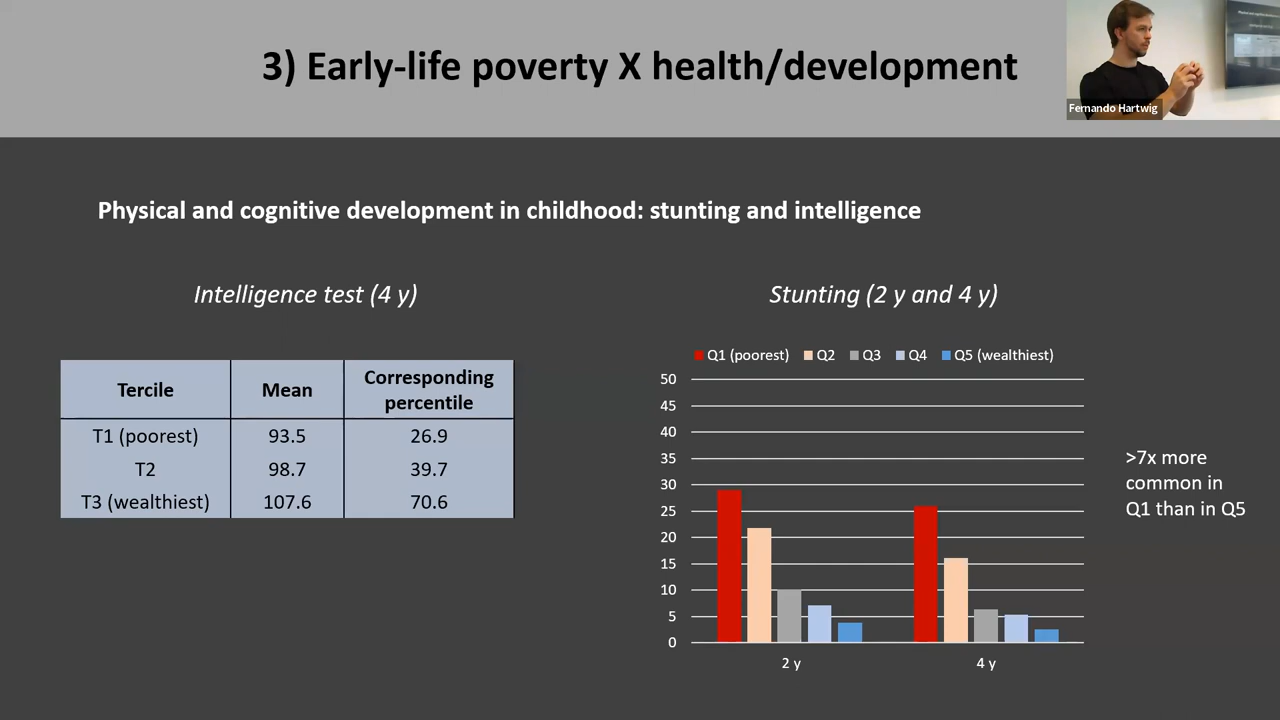 3) Early-life poverty X health/development
Fernando Hartwig
Physical and cognitive development in childhood: stunting and intelligence
Intelligence test (4 y)
Tercile Mean Corresponding percentile
T1 (poorest) 93.5 26.9
T2 98.7 39.7
T3 (wealthiest) 107.6 70.6
Stunting (2 y and 4 y)
Q1 (poorest) Q2 Q3 Q4 Q5 (wealthiest)
50
45
40
35
30
25
20
15
10
5
0
2 y 4 y
>7x more
common in
Q1 than in Q5